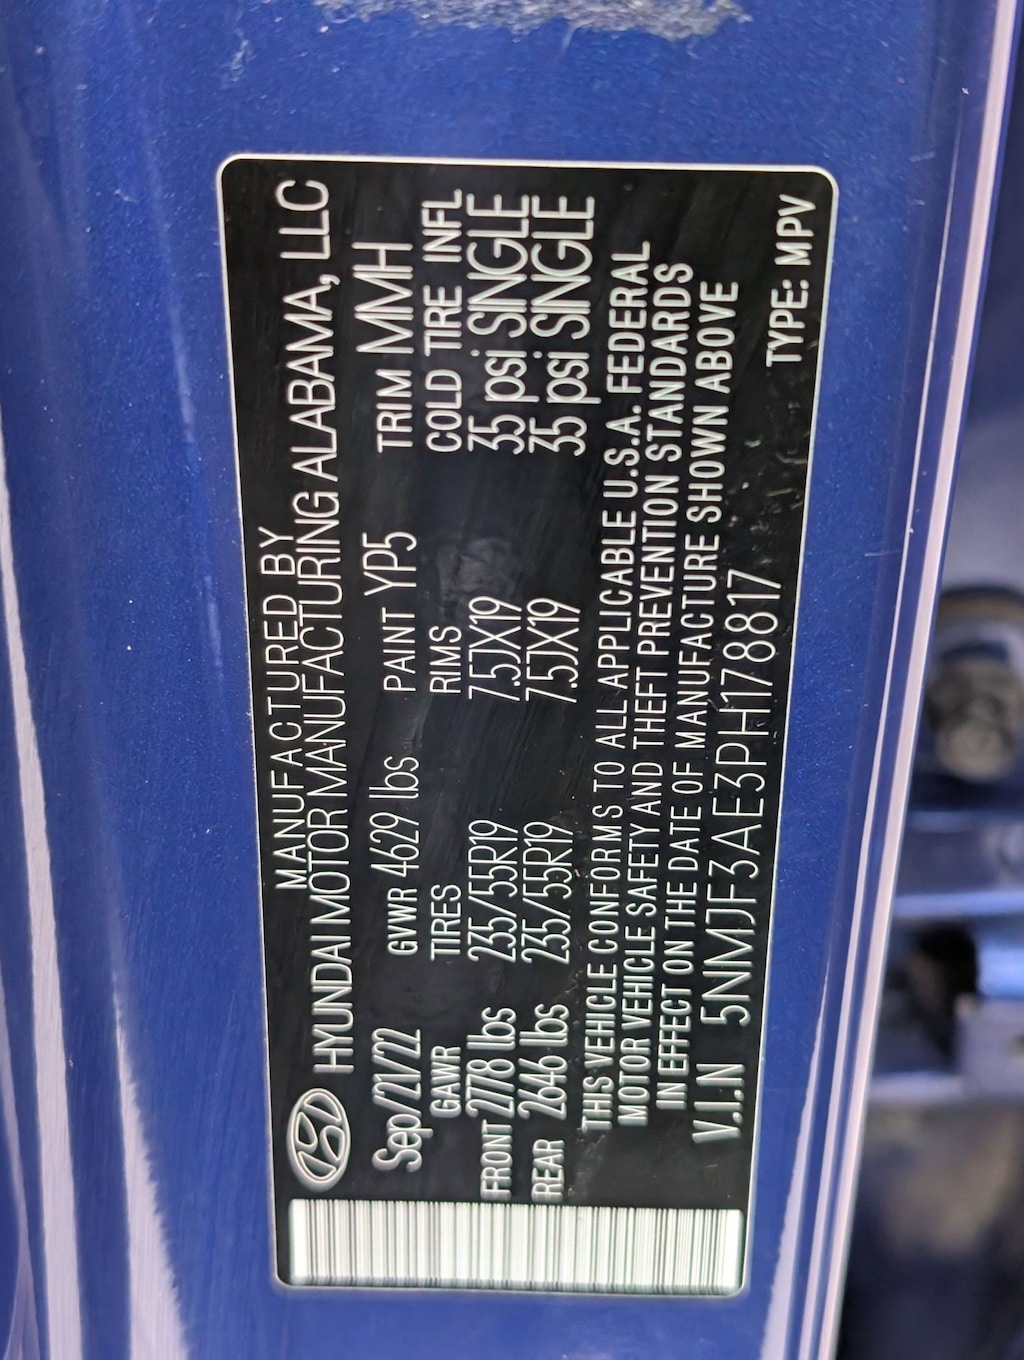 MANUFACTURED BY
HYUNDAI MOTOR MANUFACTURING ALABAMA, LLC
Sep/21/22 GVWR 4629 lbs PAINT YP5 TRIM MMH
GAWR TIRES RIMS COLD TIRE INFL
FRONT 2778 lbs 235/55R19 7.5JX19 35 psi SINGLE
REAR 2646 lbs 235/55R19 7.5JX19 35 psi SINGLE
THIS VEHICLE CONFORMS TO ALL APPLICABLE U.S.A. FEDERAL
MOTOR VEHICLE SAFETY AND THEFT PREVENTION STANDARDS
IN EFFECT ON THE DATE OF MANUFACTURE SHOWN ABOVE
V.I.N 5NMJF3AE3PH178817
TYPE: MPV